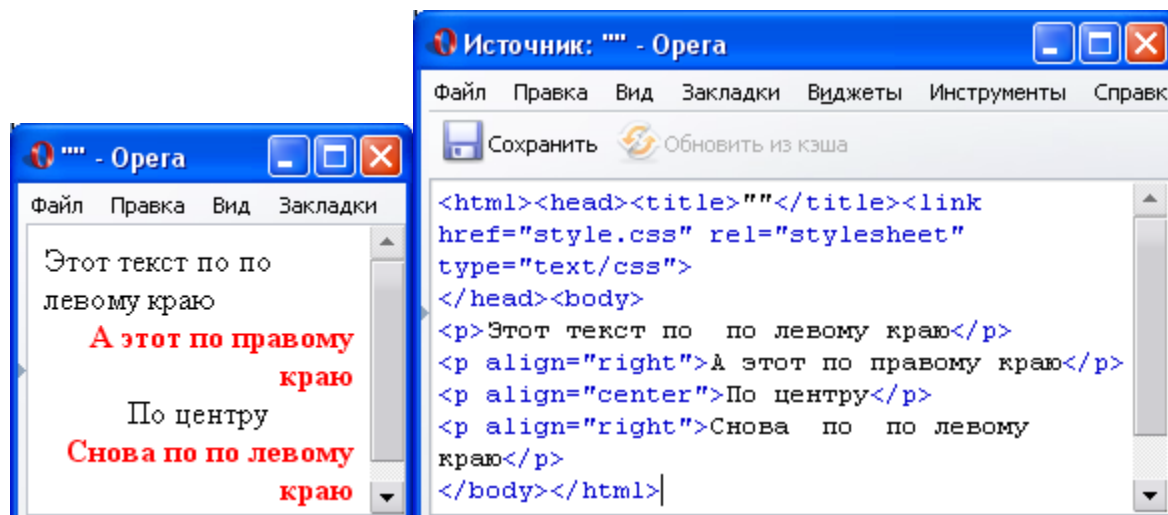 "" - Opera
Файл Правка Вид Закладки
Этот текст по по
левому краю
А этот по правому
краю
По центру
Снова по по левому
краю
Источник: "" - Opera
Файл Правка Вид Закладки Виджеты Инструменты Справк
Сохранить Обновить из кэша
<html><head><title>""</title><link
href="style.css" rel="stylesheet"
type="text/css">
</head><body>
<p>Этот текст по  по левому краю</p>
<p align="right">А этот по правому краю</p>
<p align="center">По центру</p>
<p align="right">Снова  по  по левому
краю</p>
</body></html>